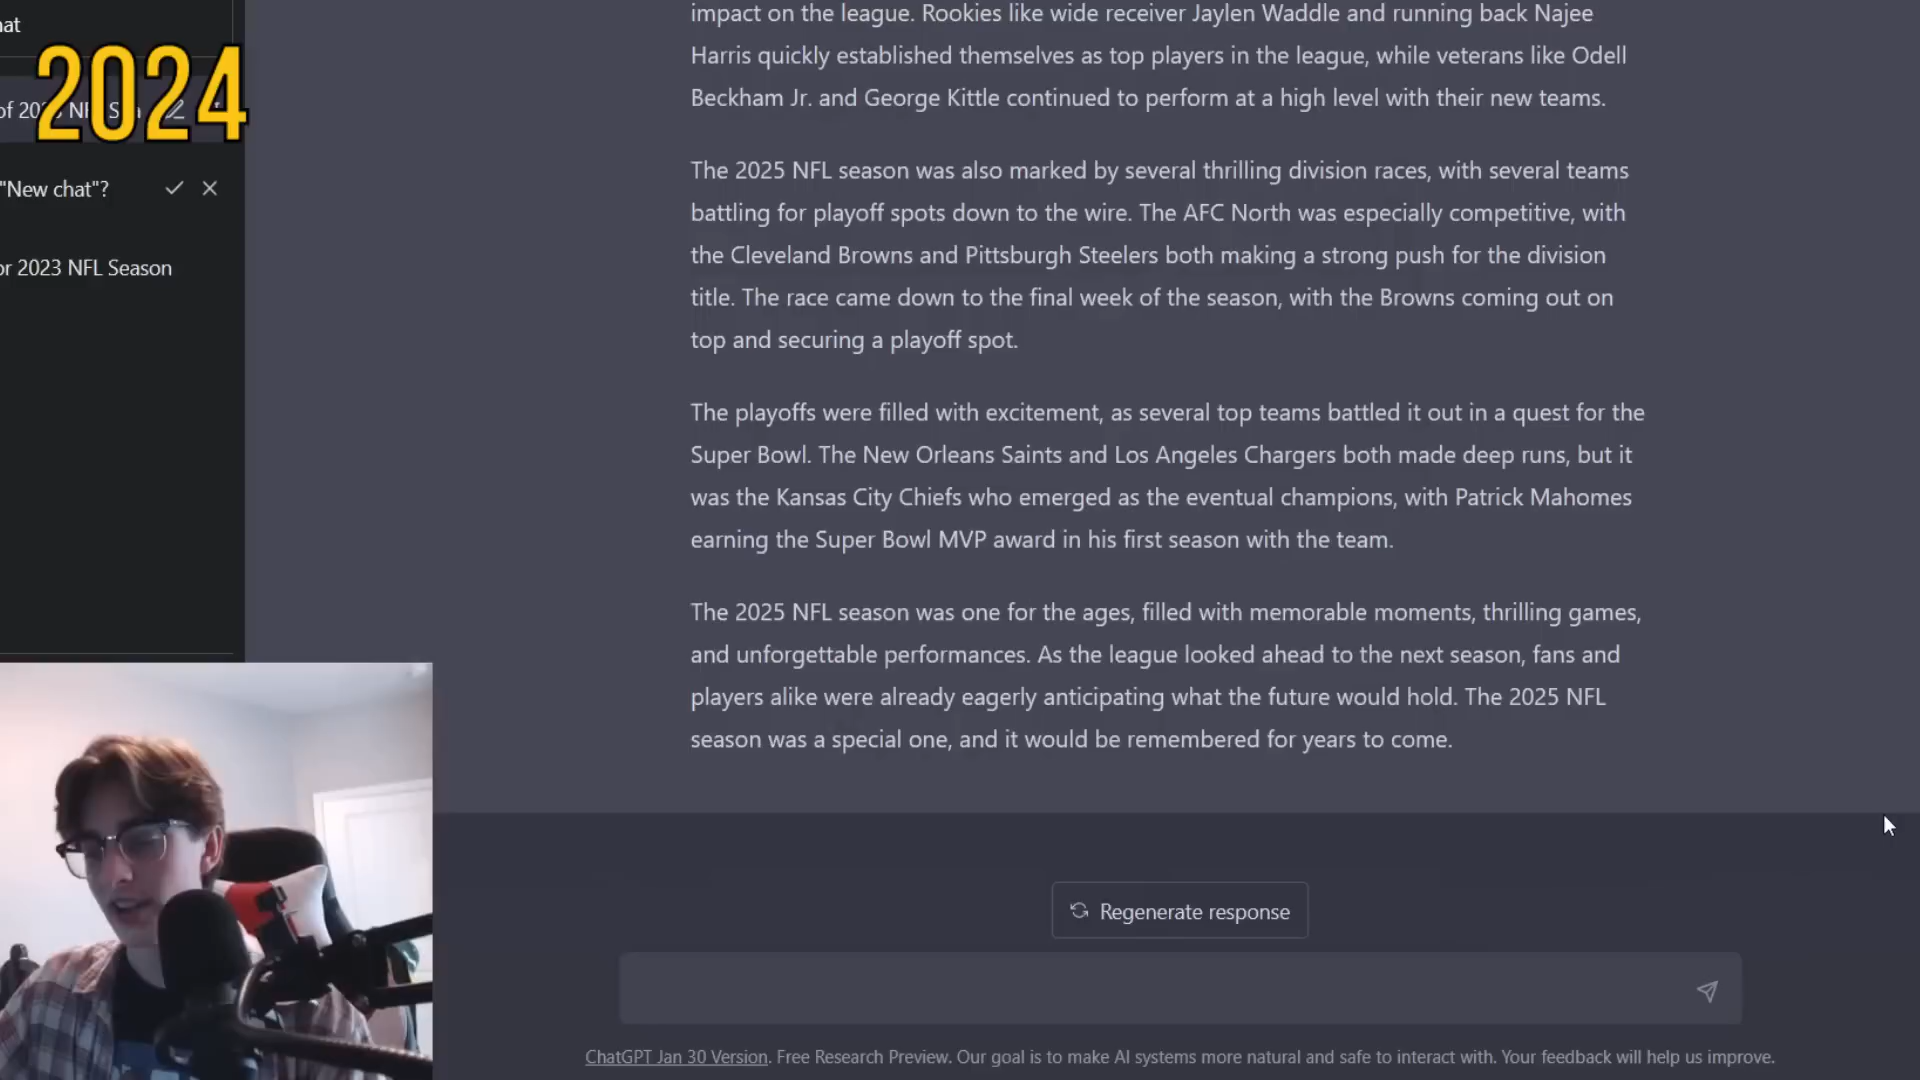 hat
2024
of 20 NFL Sea
"New chat"?
or 2023 NFL Season
impact on the league. Rookies like wide receiver Jaylen Waddle and running back Najee
Harris quickly established themselves as top players in the league, while veterans like Odell
Beckham Jr. and George Kittle continued to perform at a high level with their new teams.
The 2025 NFL season was also marked by several thrilling division races, with several teams
battling for playoff spots down to the wire. The AFC North was especially competitive, with
the Cleveland Browns and Pittsburgh Steelers both making a strong push for the division
title. The race came down to the final week of the season, with the Browns coming out on
top and securing a playoff spot.
The playoffs were filled with excitement, as several top teams battled it out in a quest for the
Super Bowl. The New Orleans Saints and Los Angeles Chargers both made deep runs, but it
was the Kansas City Chiefs who emerged as the eventual champions, with Patrick Mahomes
earning the Super Bowl MVP award in his first season with the team.
The 2025 NFL season was one for the ages, filled with memorable moments, thrilling games,
and unforgettable performances. As the league looked ahead to the next season, fans and
players alike were already eagerly anticipating what the future would hold. The 2025 NFL
season was a special one, and it would be remembered for years to come.
Regenerate response
ChatGPT Jan 30 Version. Free Research Preview. Our goal is to make AI systems more natural and safe to interact with. Your feedback will help us improve.